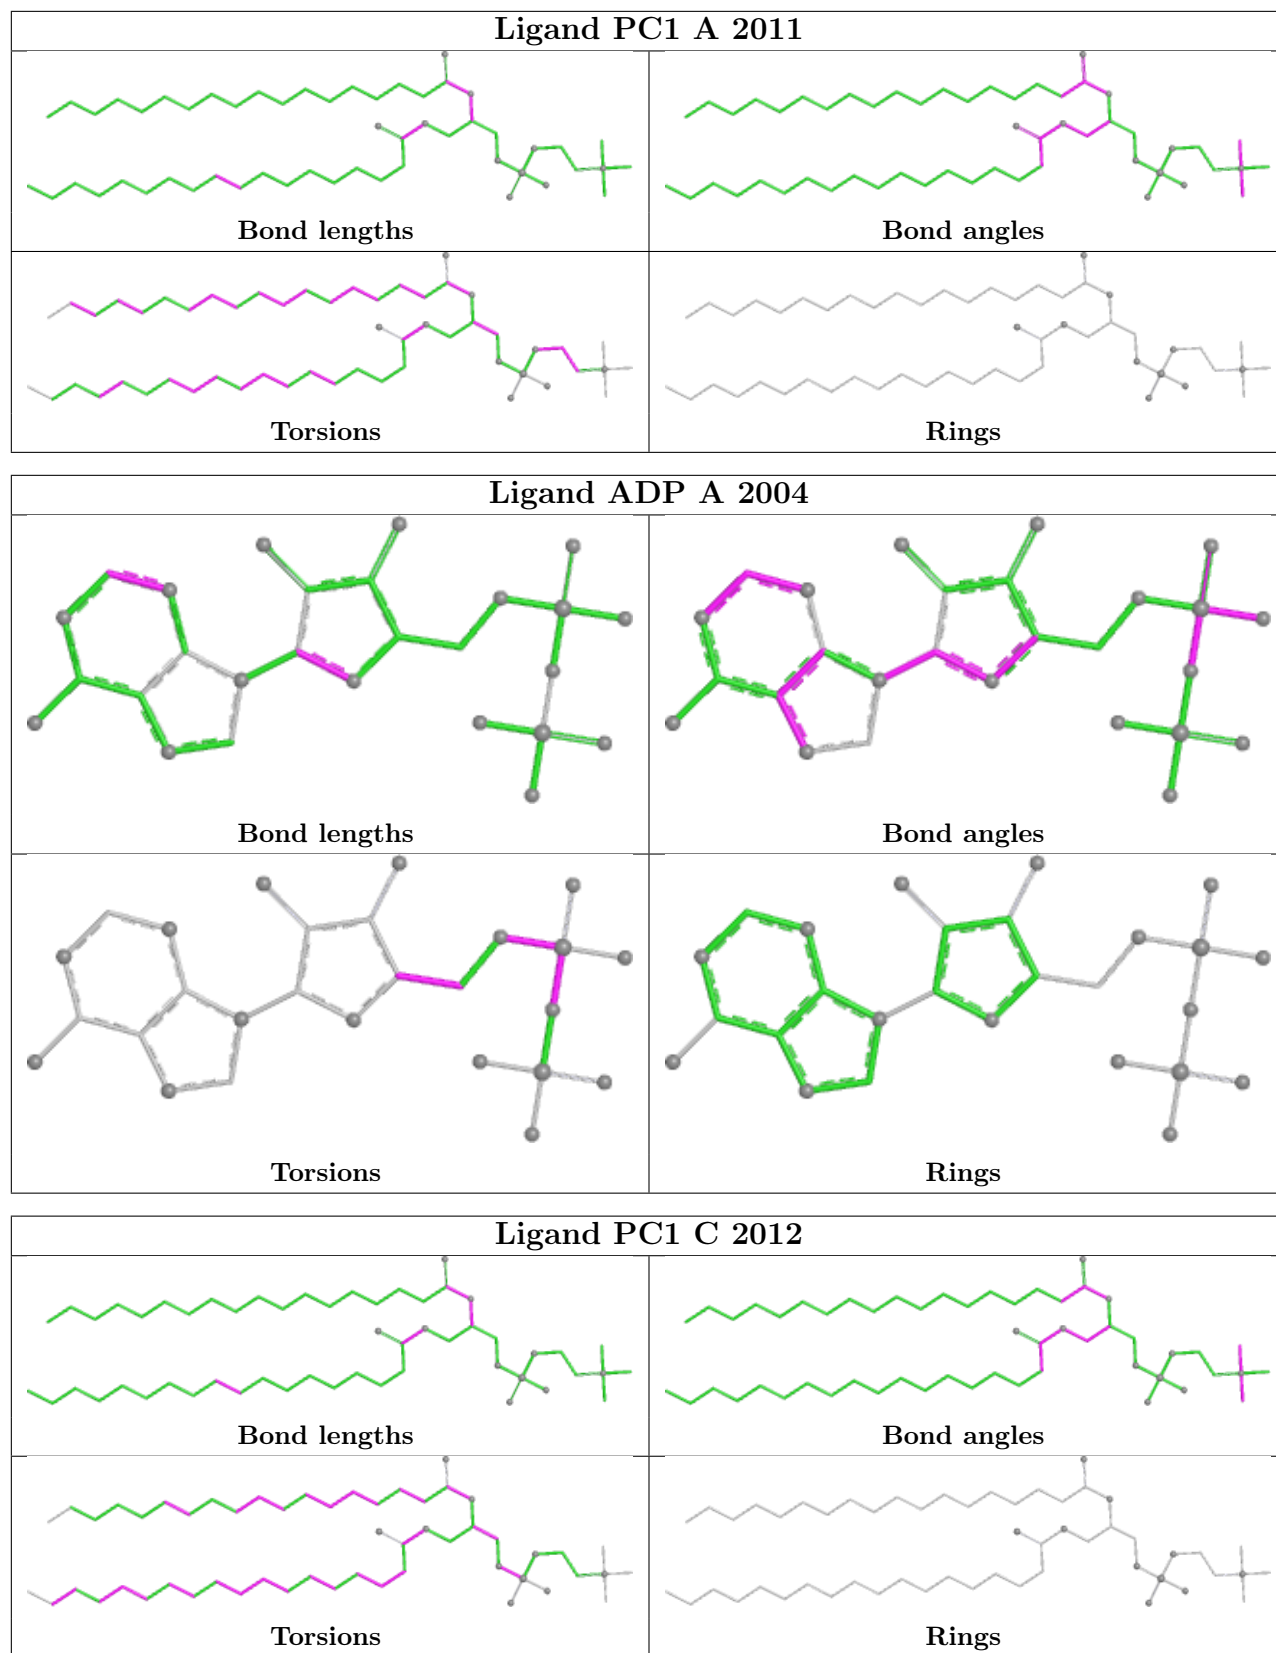 Ligand PC1 A 2011
Bond lengths
Bond angles
Torsions
Rings
Ligand ADP A 2004
Bond lengths
Bond angles
Torsions
Rings
Ligand PC1 C 2012
Bond lengths
Bond angles
Torsions
Rings